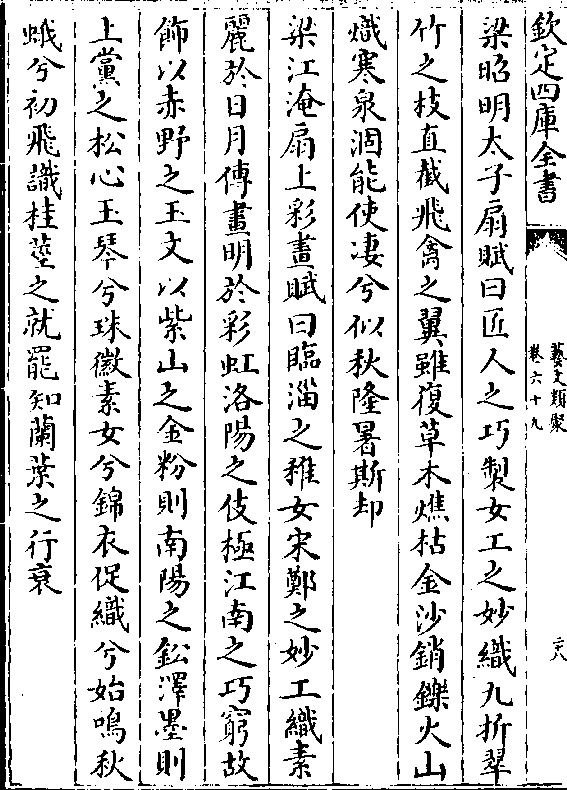 欽定四庫全書
藝文類聚
卷六十九
二八
梁昭明太子扇賦曰匠人之巧製女工之妙織九折翠
竹之枝直截飛禽之翼雖復草木燋枯金沙銷鑠火山
熾寒泉涸能使凄兮似秋隆暑斯却
梁江淹扇上彩畫賦曰臨淄之稚女宋鄭之妙工織素
麗於日月傳畫明於彩虹洛陽之伎極江南之巧窮故
飾以赤野之玉文以紫山之金粉則南陽之鈆澤墨則
上黨之松心玉琴兮珠徽素女兮錦衣促織兮始鳴秋
蛾兮初飛識桂莖之就罷知蘭葉之行衰